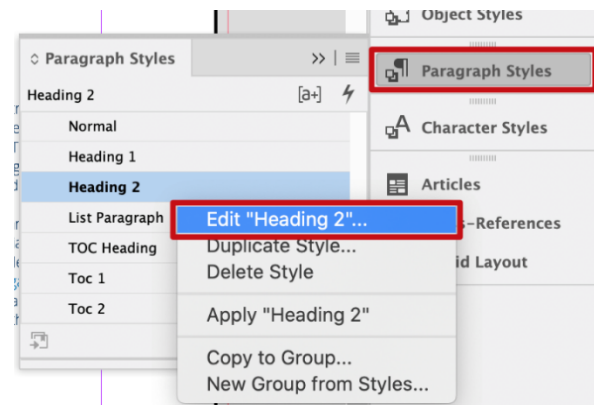 Object Styles
Paragraph Styles
Heading 2
[a+]
Normal
Heading 1
Heading 2
List Paragraph
TOC Heading
Toc 1
Toc 2
Edit "Heading 2"...
Duplicate Style...
Delete Style
Apply "Heading 2"
Copy to Group...
New Group from Styles...
Paragraph Styles
Character Styles
Articles
s-References
id Layout